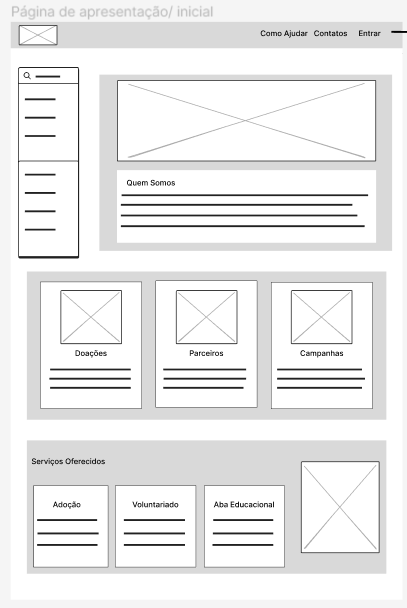 Página de apresentação/ inicial
Como Ajudar Contatos Entrar
Quem Somos
Doações Parceiros Campanhas
Serviços Oferecidos
Adoção Voluntariado Aba Educacional